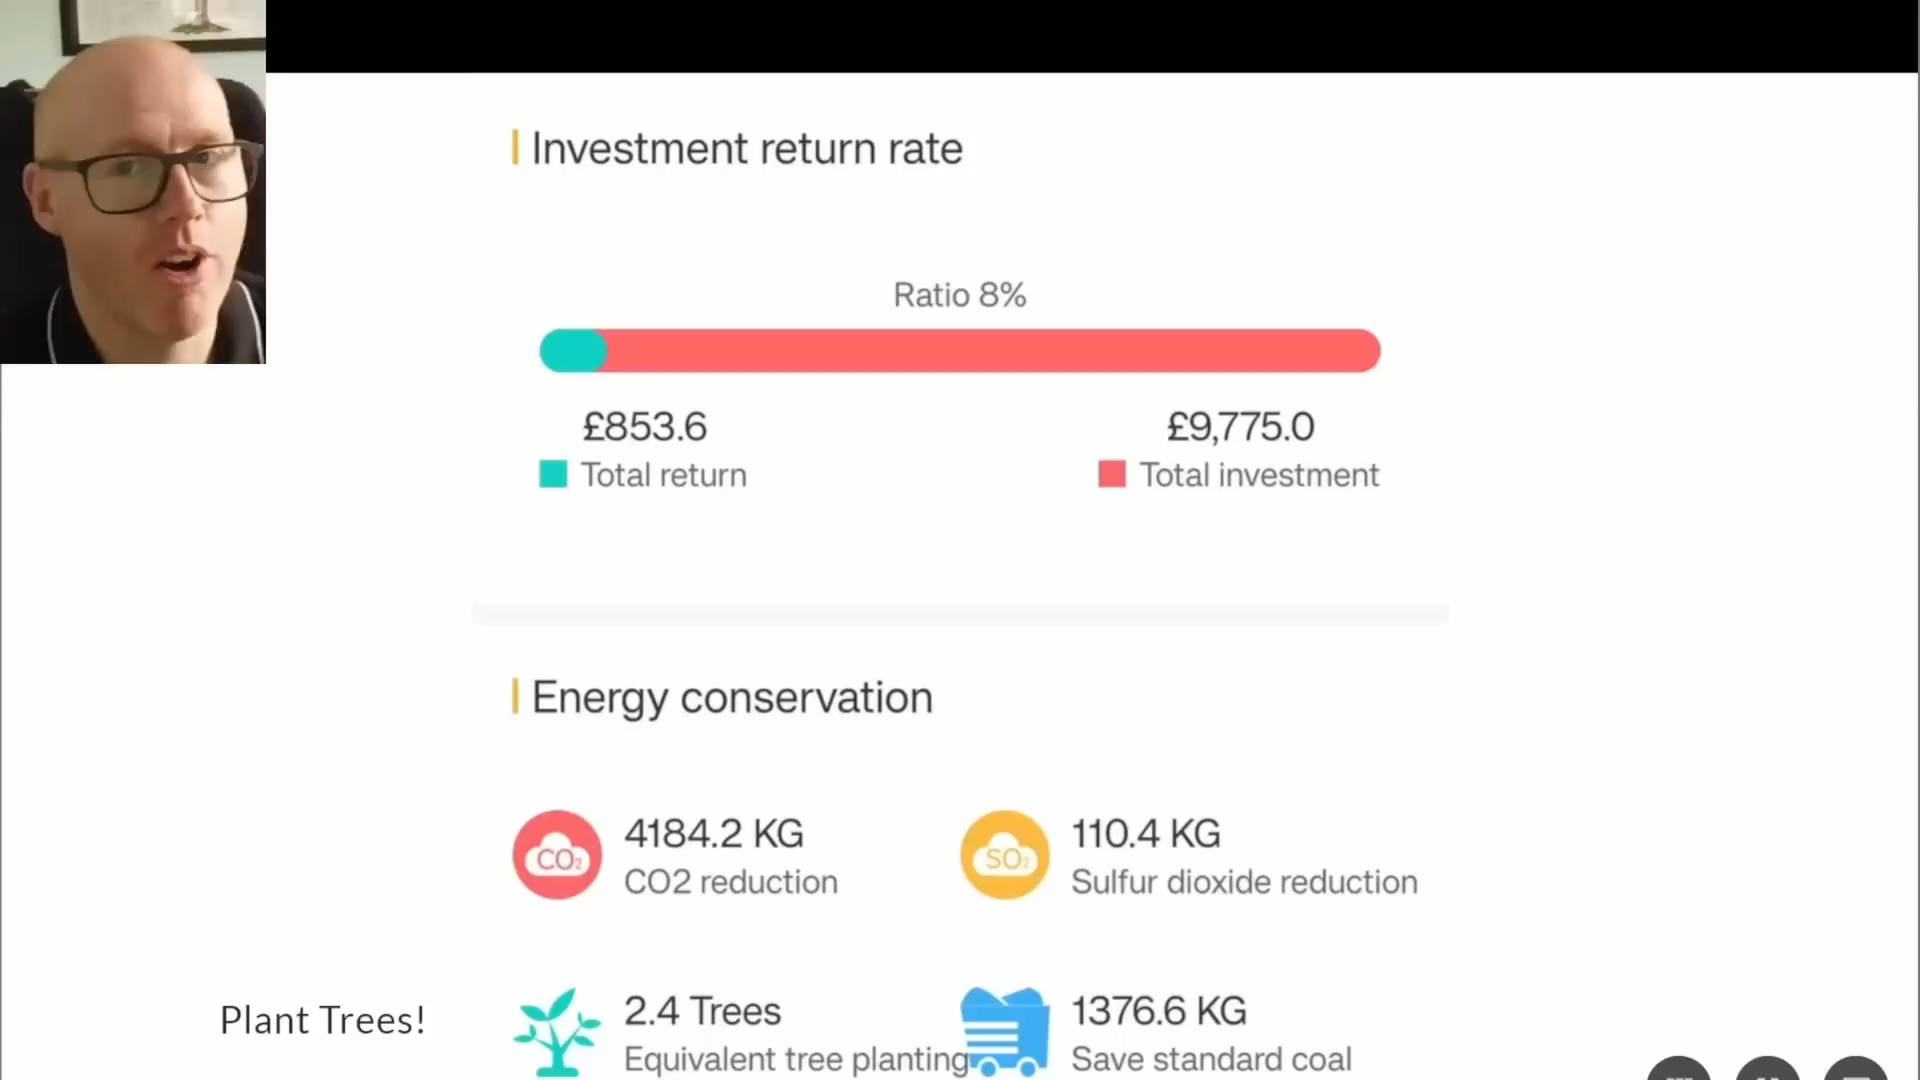 Investment return rate
Ratio 8%
£853.6
£9,775.0
Total return
Total investment
Energy conservation
CO₂
4184.2 KG
CO2 reduction
SO₂
110.4 KG
Sulfur dioxide reduction
Plant Trees!
2.4 Trees
Equivalent tree planting
1376.6 KG
Save standard coal